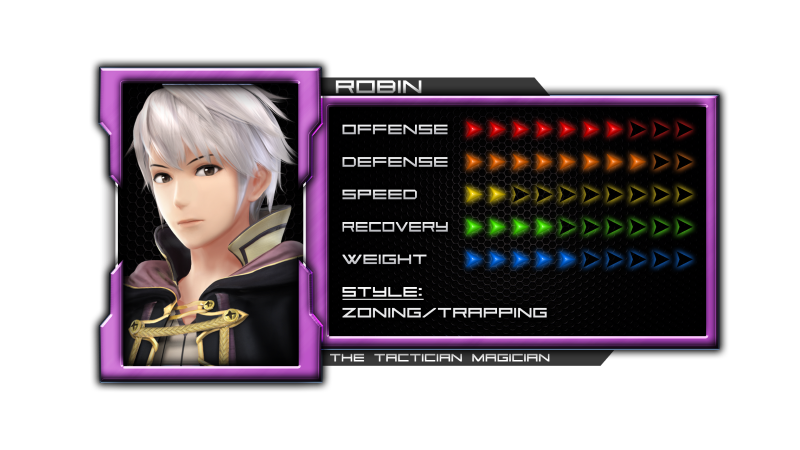 ROBIN
OFFENSE
DEFENSE
SPEED
RECOVERY
WEIGHT
STYLE:
ZONING/TRAPPING
THE TACTICIAN MAGICIAN